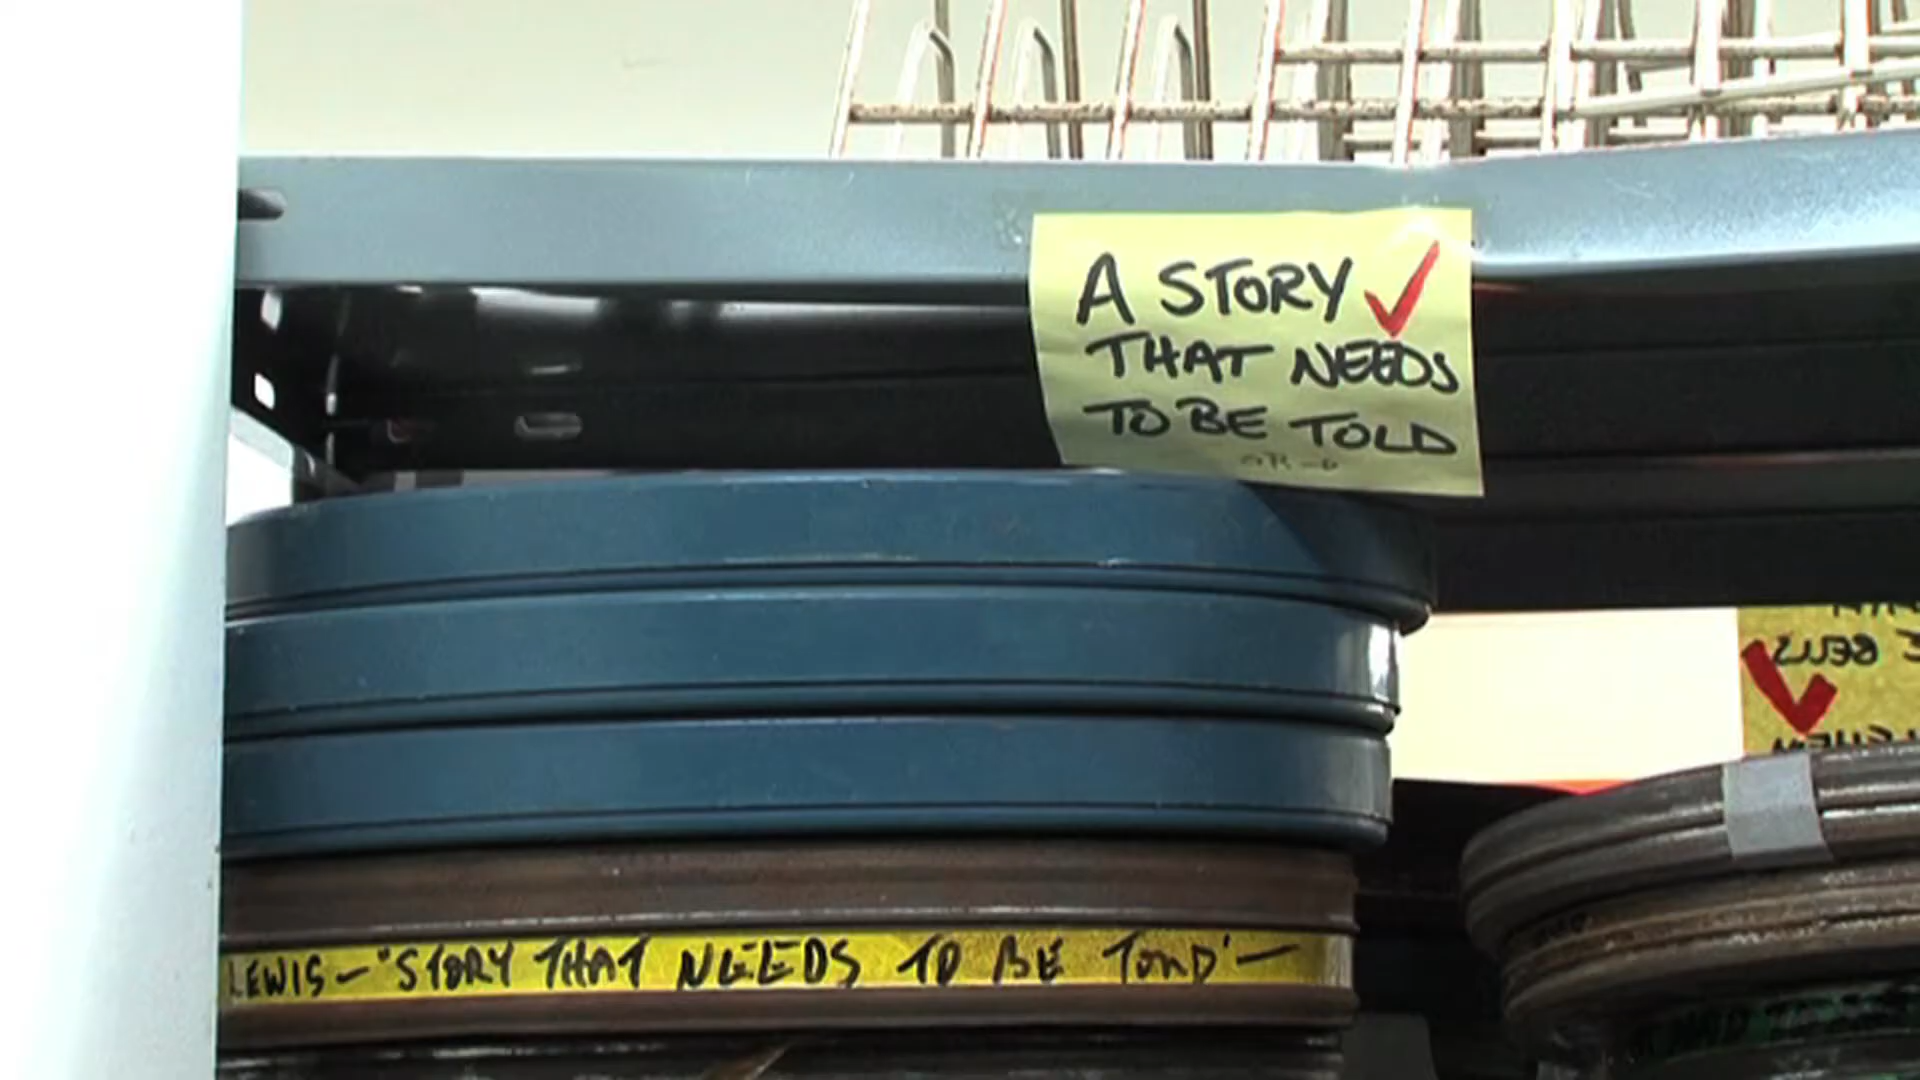 A STORY
THAT NEEDS
TO BE TOLD
LEWIS - "STORY THAT NEEDS TO BE TOLD" -